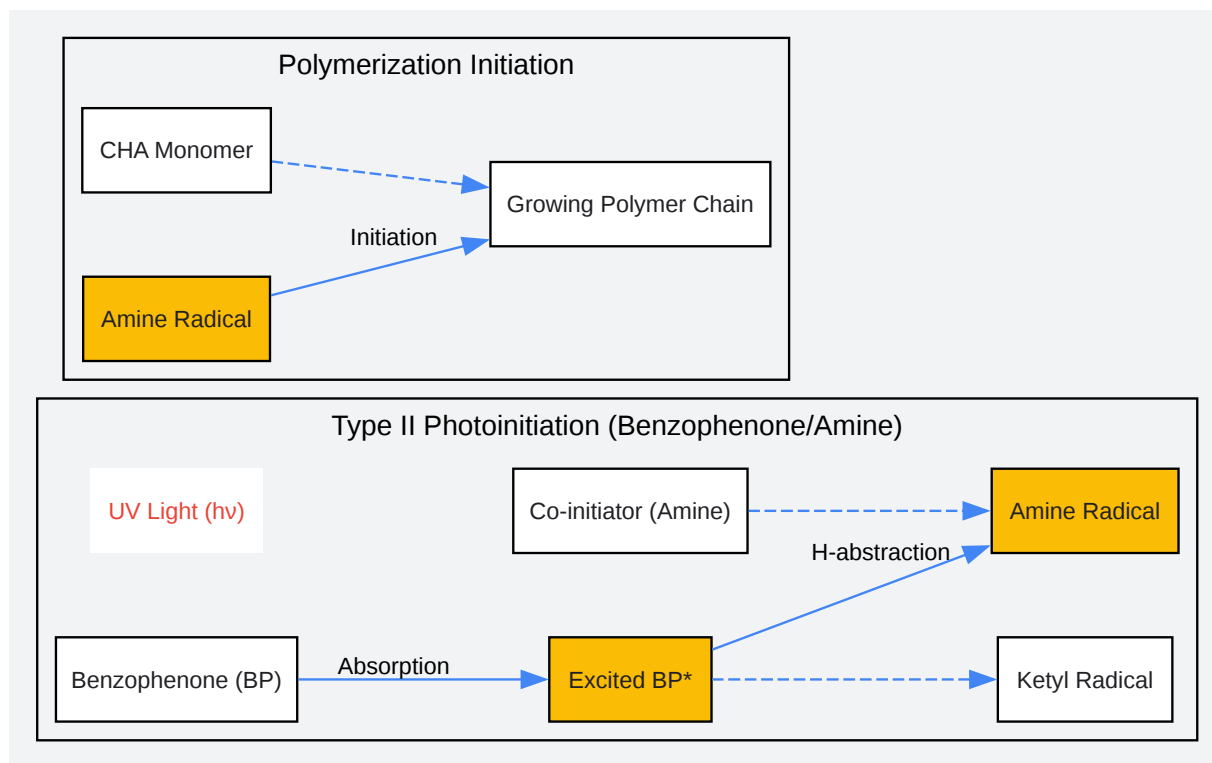 Polymerization Initiation
CHA Monomer
Growing Polymer Chain
Initiation
Amine Radical
Type II Photoinitiation (Benzophenone/Amine)
UV Light (hν)
Co-initiator (Amine)
Amine Radical
H-abstraction
Benzophenone (BP)
Absorption
Excited BP*
Ketyl Radical